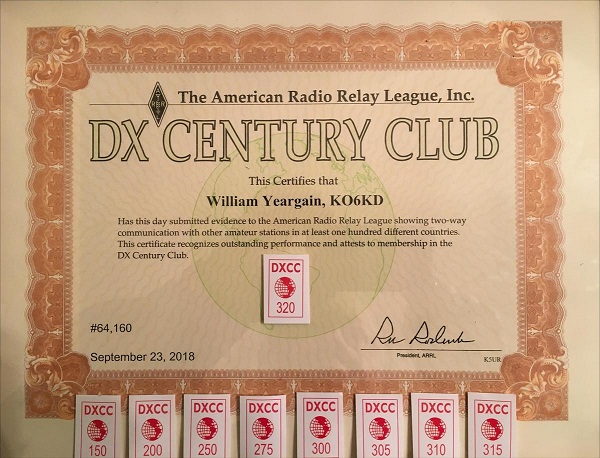 The American Radio Relay League, Inc.
DX CENTURY CLUB
This Certifies that
William Yeargain, KO6KD
Has this day submitted evidence to the American Radio Relay League showing two-way
communication with other amateur stations in at least one hundred different countries.
This certificate recognizes outstanding performance and attests to membership in the
DX Century Club.
DXCC
320
#64,160
September 23, 2018
President, ARRL
K5UR
DXCC DXCC DXCC DXCC DXCC DXCC DXCC DXCC
150 200 250 275 300 305 310 315